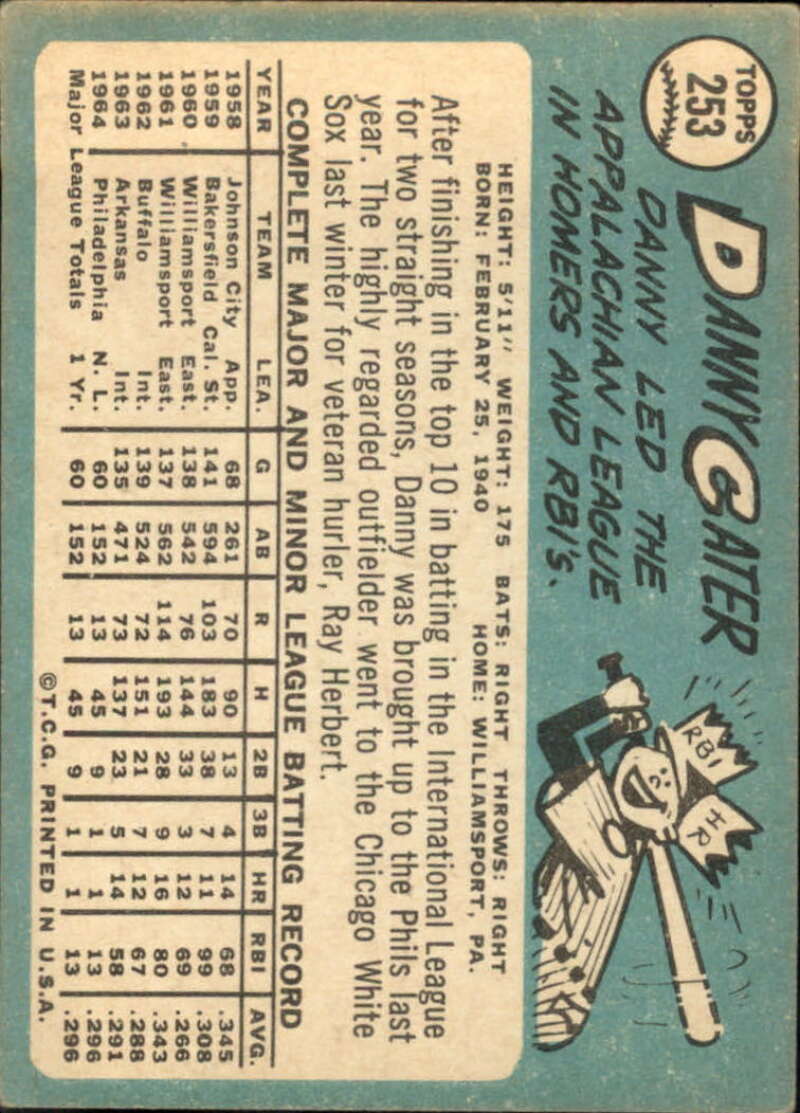 TOPPS
253
DANNY CATER
DANNY LED THE
APPALACHIAN LEAGUE
IN HOMERS AND RBI'S.
RBI
HR
HEIGHT: 5'11" WEIGHT: 175 BATS: RIGHT THROWS: RIGHT
BORN: FEBRUARY 25, 1940 HOME: WILLIAMSPORT, PA.
After finishing in the top 10 in batting in the International League
for two straight seasons, Danny was brought up to the Phils last
year. The highly regarded outfielder went to the Chicago White
Sox last winter for veteran hurler, Ray Herbert.
COMPLETE MAJOR AND MINOR LEAGUE BATTING RECORD
YEAR TEAM LEA. G AB R H 2B 3B HR RBI AVG.
1958 Johnson City App. 68 261 70 90 13 4 14 68 .345
1959 Bakersfield Cal. St. 141 594 103 183 38 7 11 99 .308
1960 Williamsport East. 138 542 76 144 33 3 12 69 .266
1961 Williamsport East. 137 562 114 193 28 9 16 80 .343
1962 Buffalo Int. 139 524 72 151 21 7 12 67 .288
1963 Arkansas Int. 135 471 73 137 23 5 14 58 .291
1964 Philadelphia N. L. 60 152 13 45 9 1 1 13 .296
Major League Totals 1 Yr. 60 152 13 45 9 1 1 13 .296
©T.C.G. PRINTED IN U.S.A.